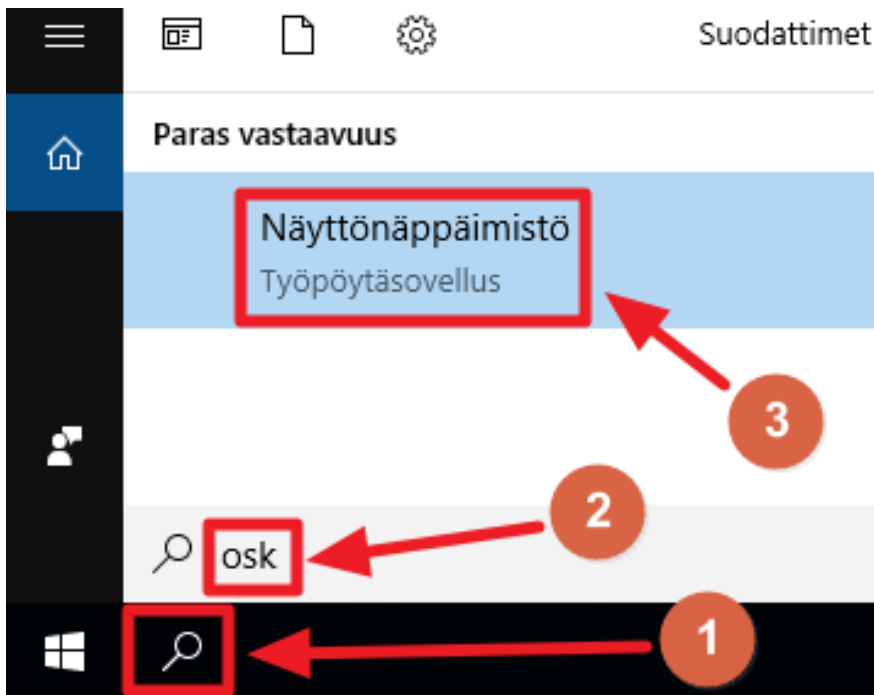 Suodattimet
Paras vastaavuus
Näyttönäppäimistö
Työpöytäsovellus
3
2
osk
1